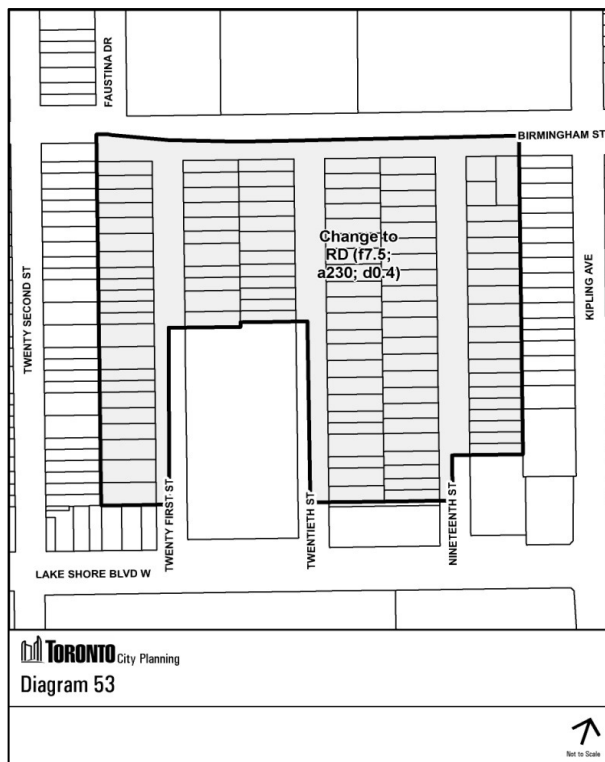 FAUSTINA DR
BIRMINGHAM ST
Change to
RD (f7.5;
a230; d0.4)
TWENTY SECOND ST
KIPLING AVE
TWENTY FIRST ST
TWENTIETH ST
NINETEENTH ST
LAKE SHORE BLVD W
TORONTO City Planning
Diagram 53
Not to Scale